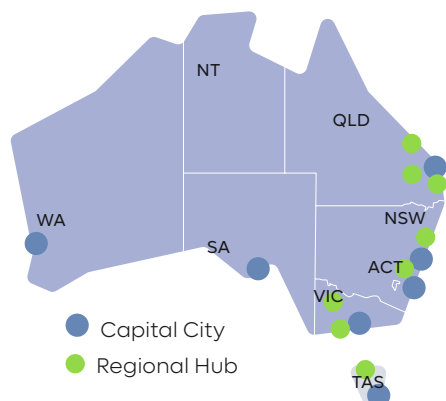 NT
QLD
WA
NSW
SA
ACT
VIC
Capital City
Regional Hub
TAS